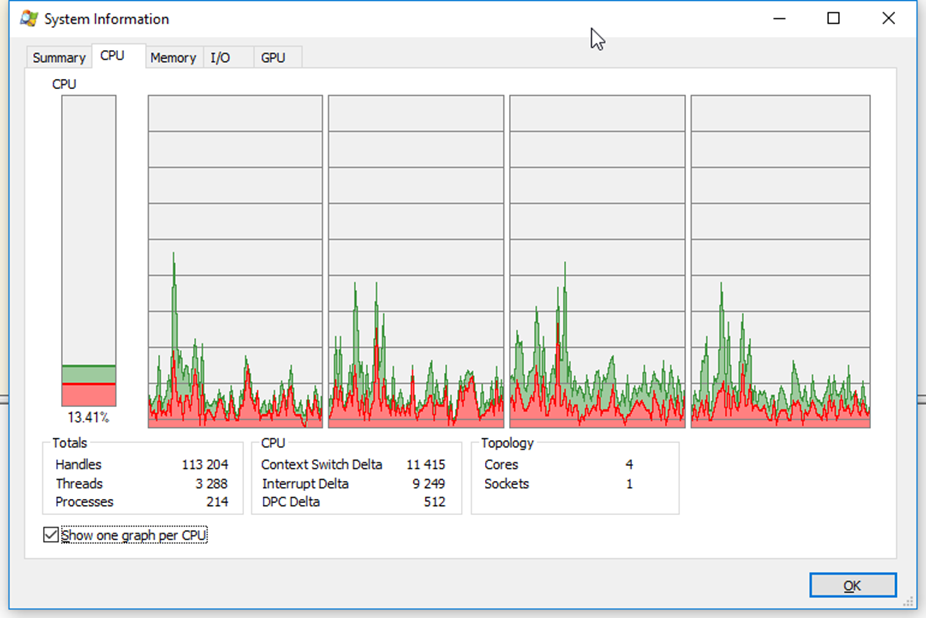 System Information
Summary CPU Memory I/O GPU
CPU
13.41%
Totals
Handles 113 204
Threads 3 288
Processes 214
CPU
Context Switch Delta 11 415
Interrupt Delta 9 249
DPC Delta 512
Topology
Cores 4
Sockets 1
Show one graph per CPU
OK